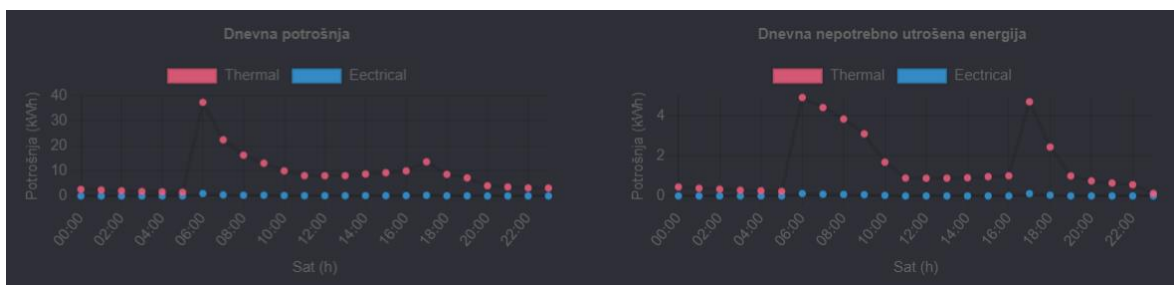 Dnevna potrošnja
Thermal Eectrical
Potrošnja (kWh)
40
30
20
10
0
00:00 02:00 04:00 06:00 08:00 10:00 12:00 14:00 16:00 18:00 20:00 22:00
Sat (h)
Dnevna nepotrebno utrošena energija
Thermal Eectrical
Potrošnja (kWh)
4
2
0
00:00 02:00 04:00 06:00 08:00 10:00 12:00 14:00 16:00 18:00 20:00 22:00
Sat (h)